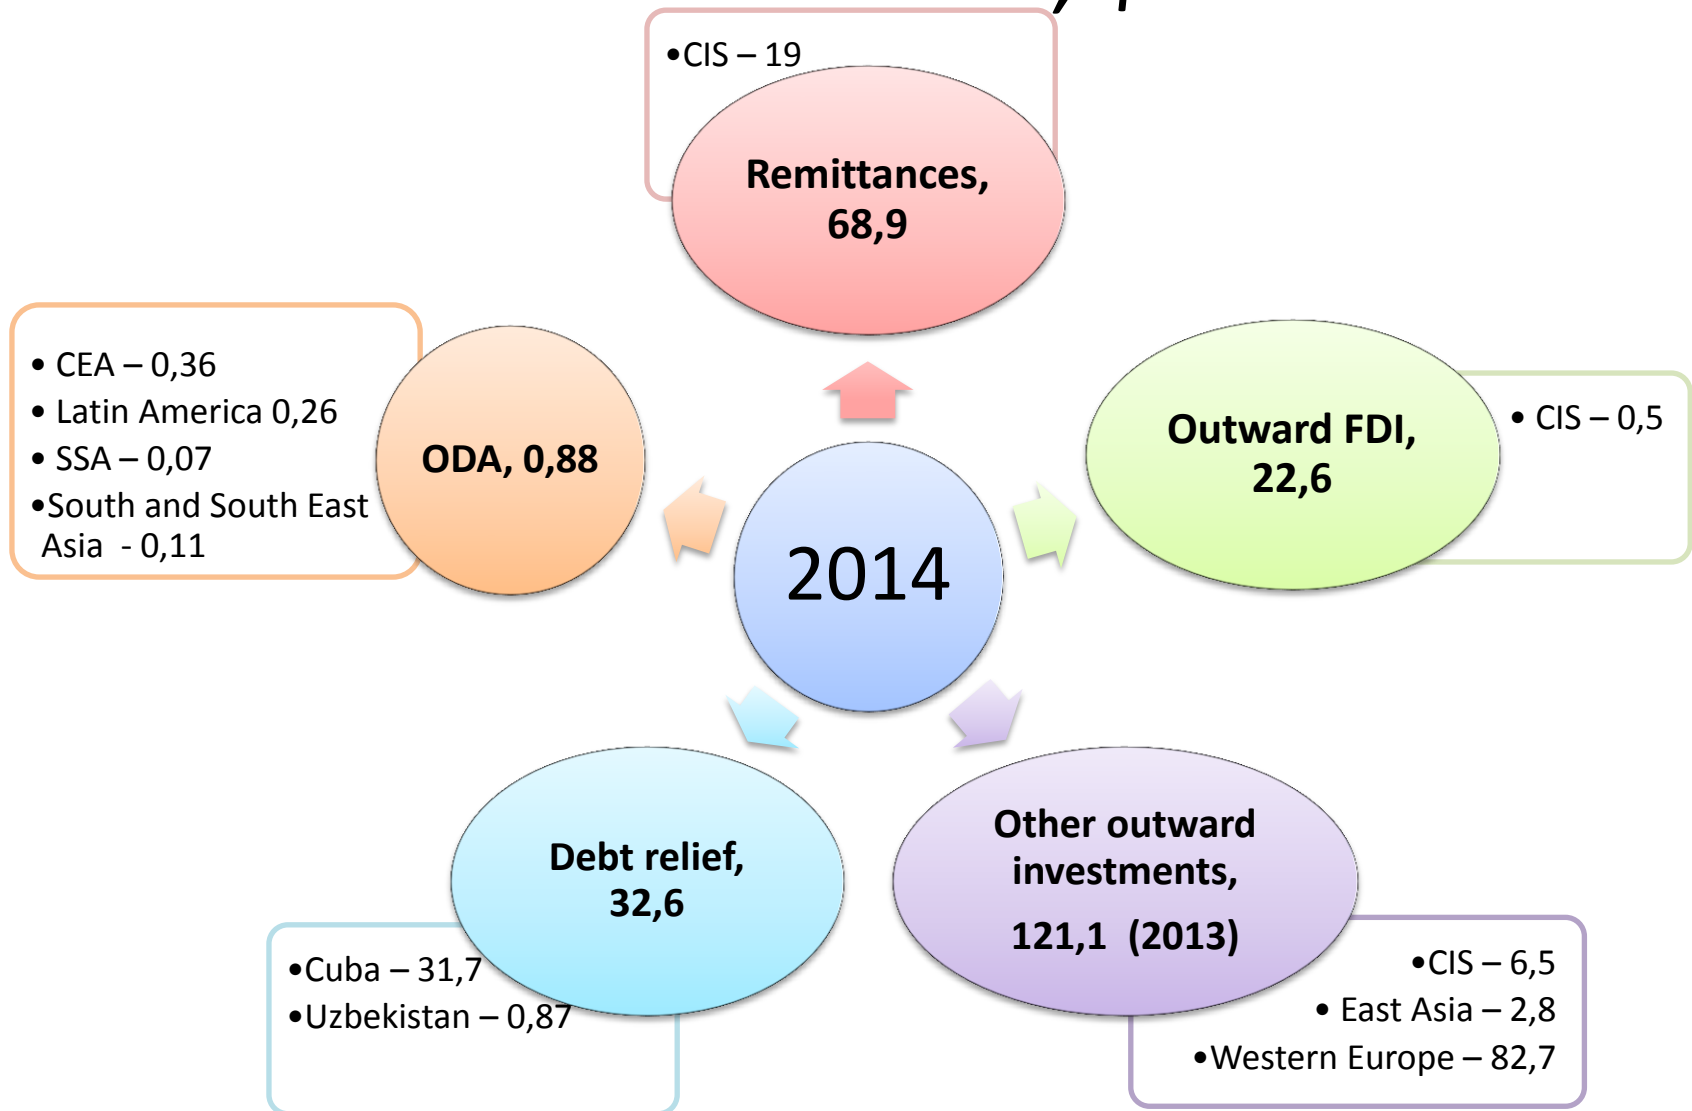 •CIS – 19
Remittances,
68,9
• CEA – 0,36
• Latin America 0,26
• SSA – 0,07
•South and South East
Asia - 0,11
ODA, 0,88
Outward FDI,
22,6
• CIS – 0,5
2014
Debt relief,
32,6
•Cuba – 31,7
•Uzbekistan – 0,87
Other outward
investments,
121,1 (2013)
•CIS – 6,5
• East Asia – 2,8
•Western Europe – 82,7